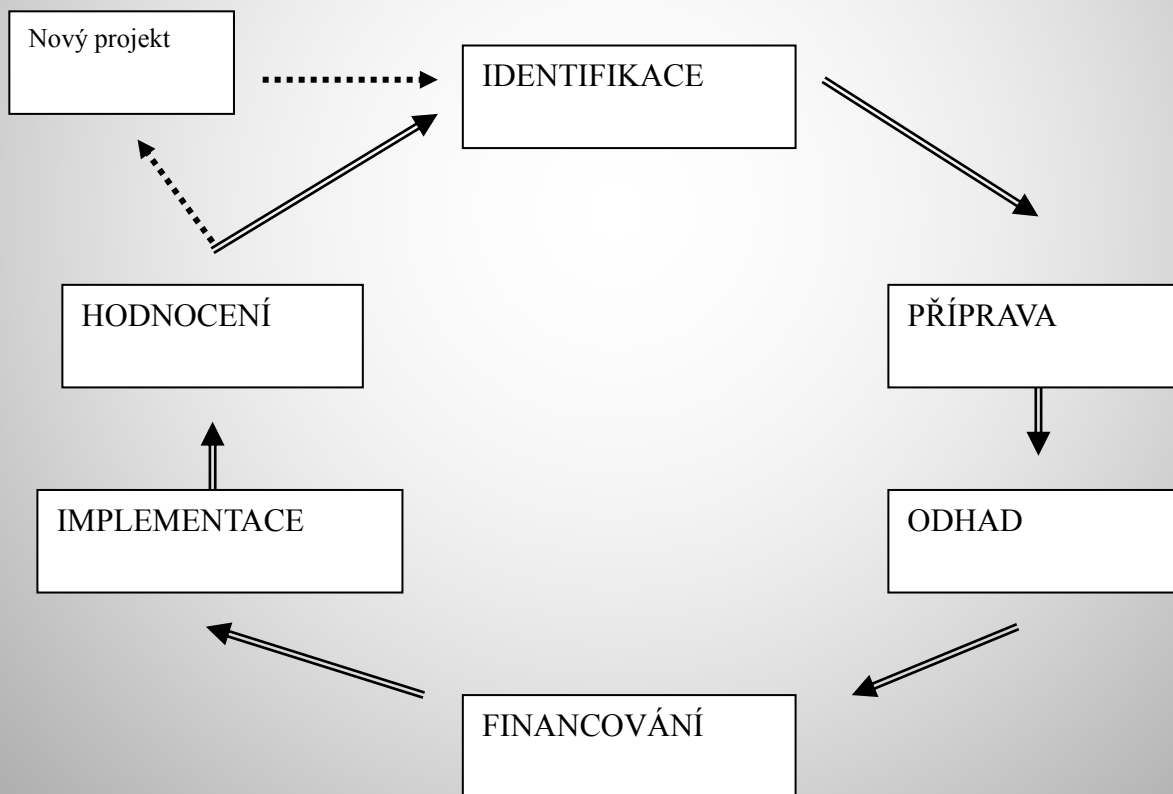 Nový projekt
IDENTIFIKACE
HODNOCENÍ
PŘÍPRAVA
IMPLEMENTACE
ODHAD
FINANCOVÁNÍ